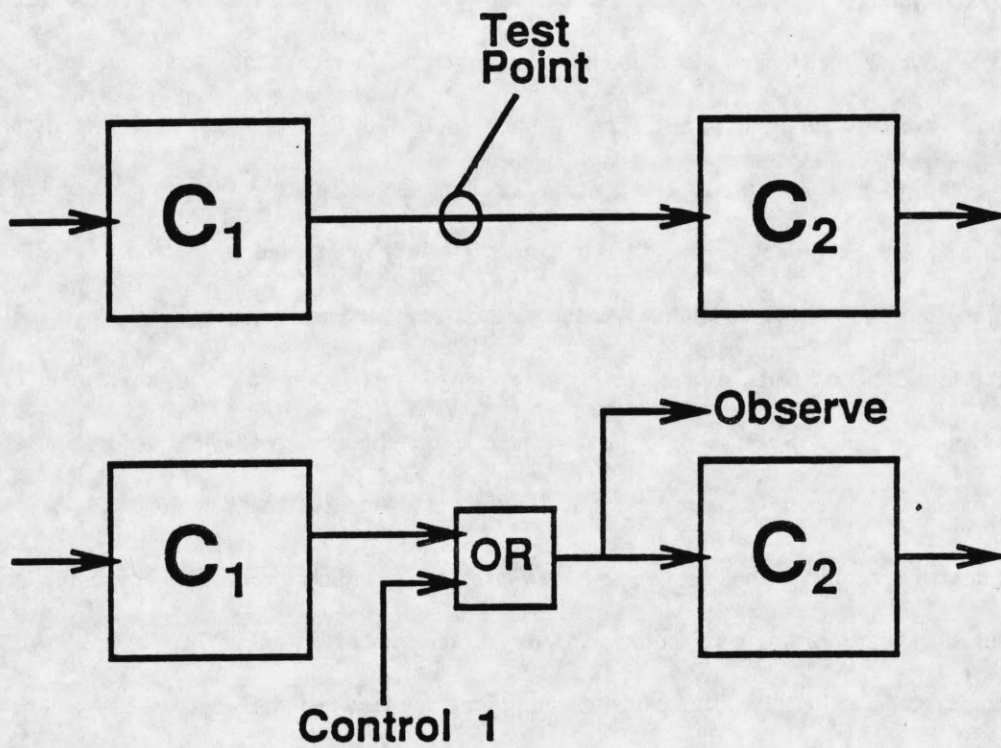 Test
Point
C1
C2
Observe
C1
OR
C2
Control 1